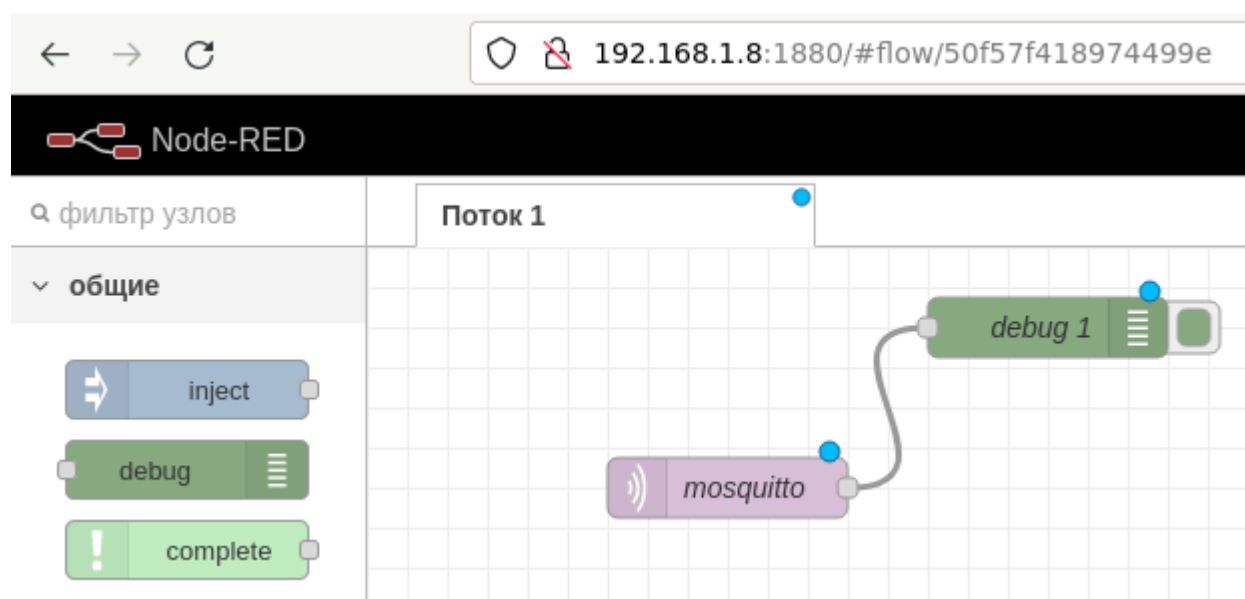 192.168.1.8:1880/#flow/50f57f418974499e
Node-RED
фильтр узлов
Поток 1
общие
debug 1
inject
debug
mosquitto
complete